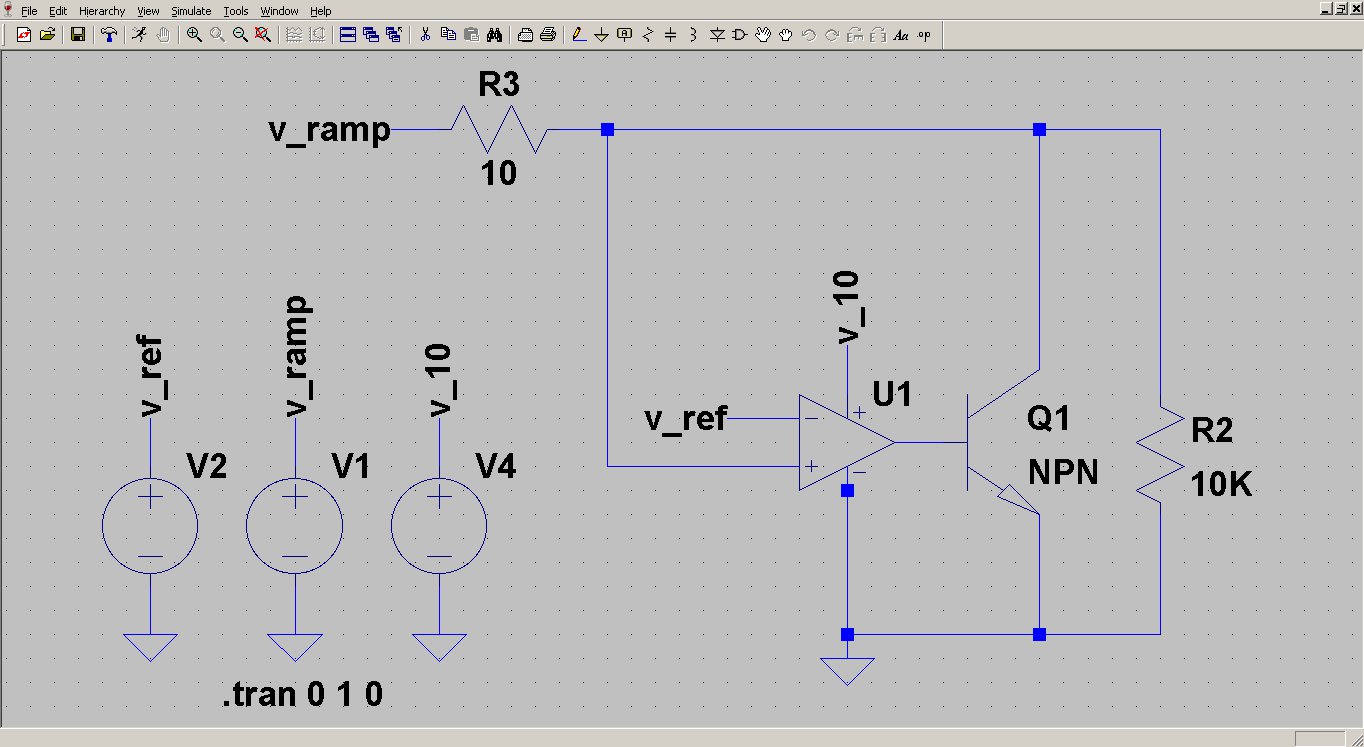 File Edit Hierarchy View Simulate Tools Window Help
Aa .op
R3
v_ramp
10
v_10
v_ref
v_ramp
v_10
U1
v_ref
Q1
R2
V2
V1
V4
NPN
10K
.tran 0 1 0